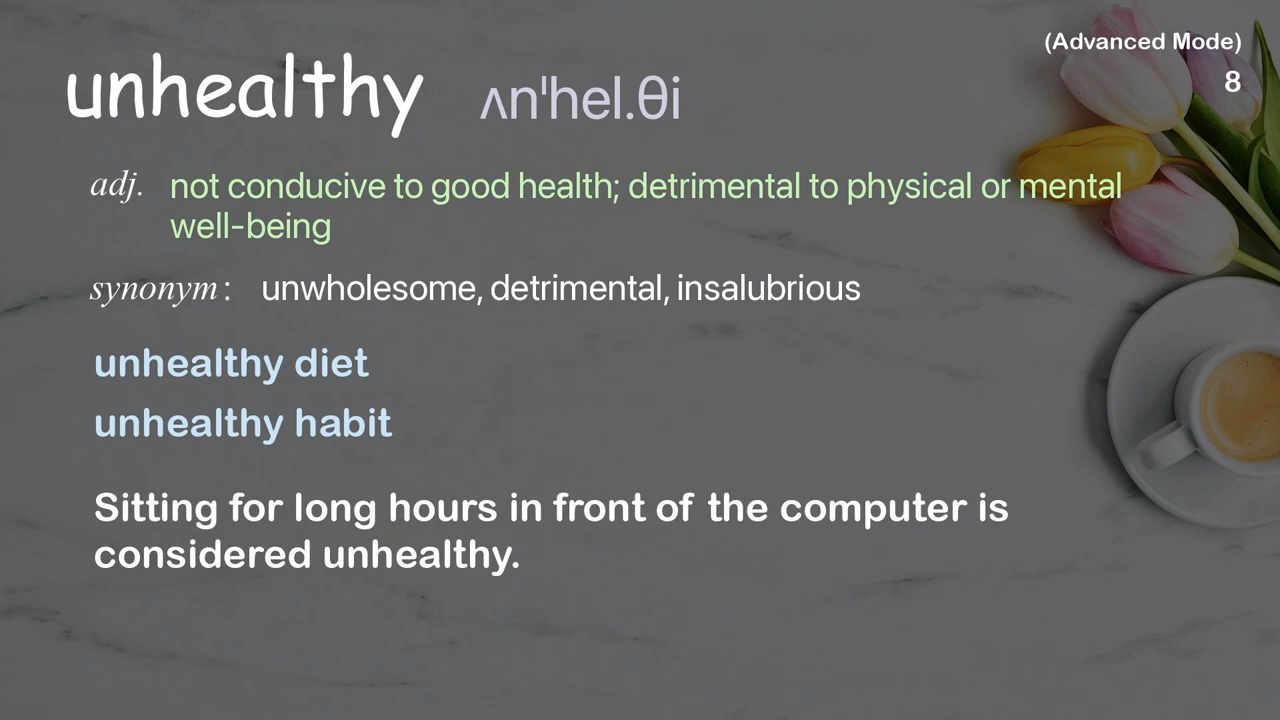 (Advanced Mode)
8
unhealthy ʌnˈhel.θi
adj. not conducive to good health; detrimental to physical or mental
well-being
synonym: unwholesome, detrimental, insalubrious
unhealthy diet
unhealthy habit
Sitting for long hours in front of the computer is
considered unhealthy.